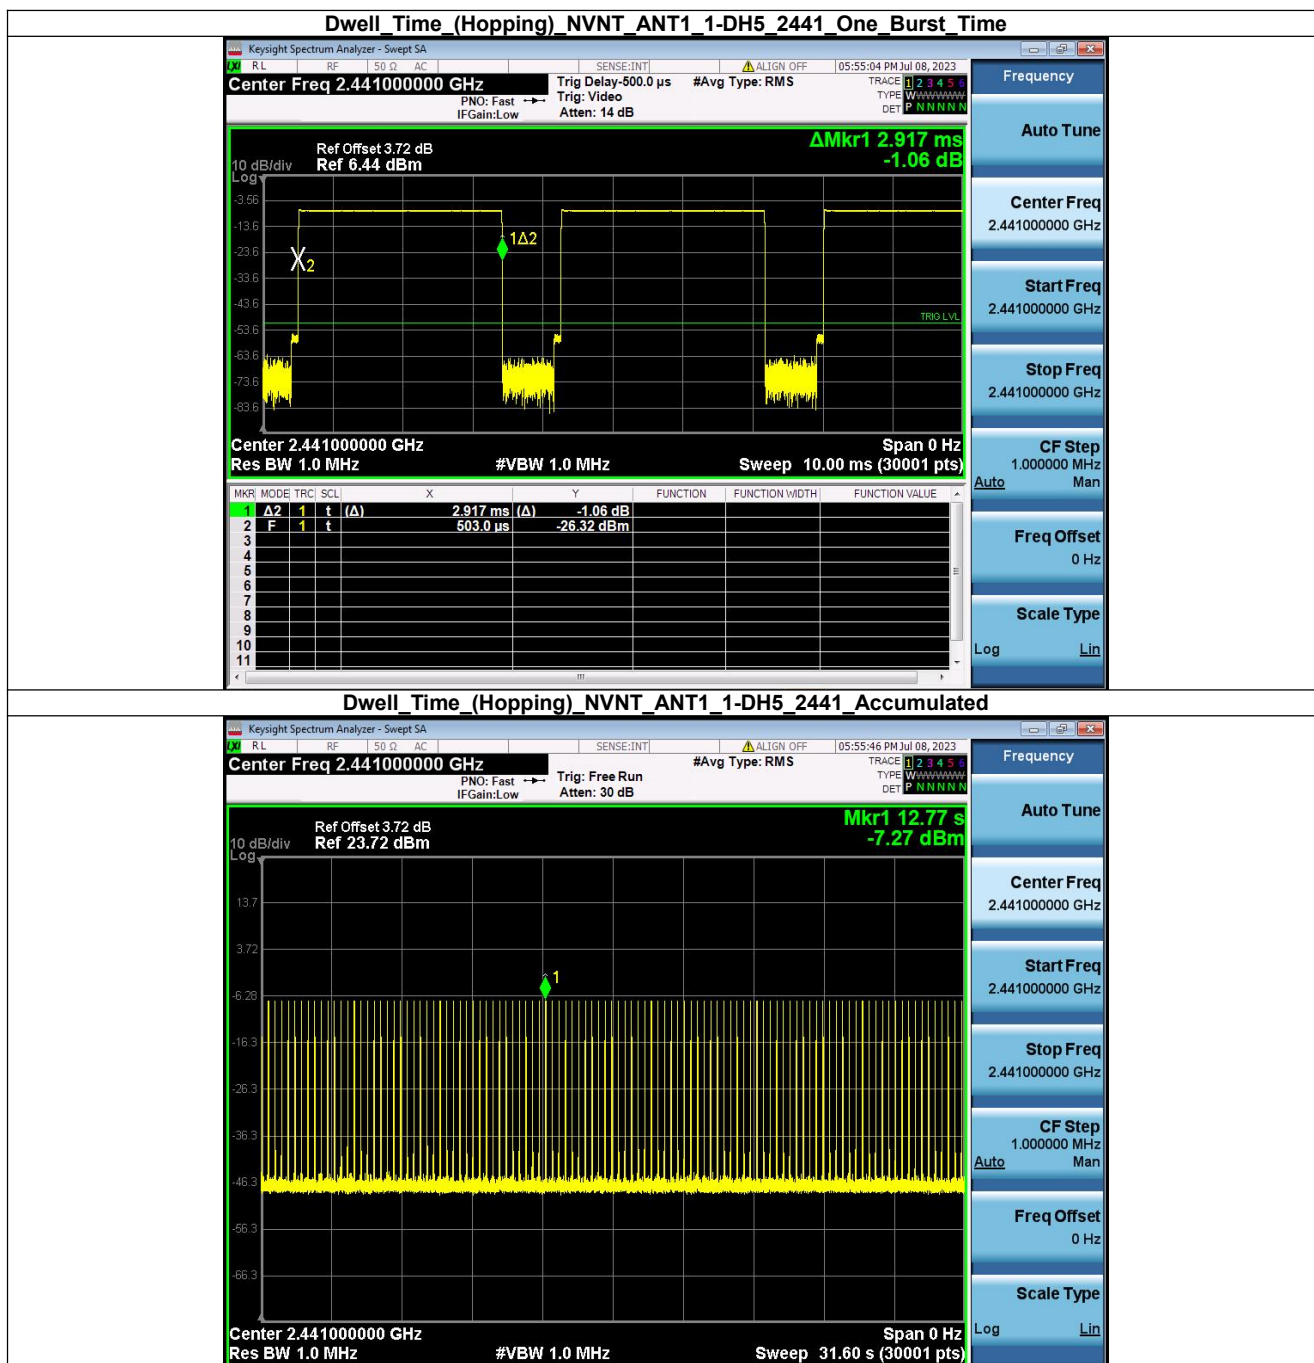 Dwell_Time_(Hopping)_NVNT_ANT1_1-DH5_2441_One_Burst_Time
Keysight Spectrum Analyzer - Swept SA
LXI RL RF 50 Ω AC SENSE:INT ALIGN OFF 05:55:04 PM Jul 08, 2023
Center Freq 2.441000000 GHz
PNO: Fast
IFGain:Low
Trig Delay-500.0 µs
Trig: Video
Atten: 14 dB
#Avg Type: RMS
TRACE 1 2 3 4 5 6
TYPE WWWWWW
DET P N N N N N
ΔMkr1 2.917 ms
-1.06 dB
Ref Offset 3.72 dB
10 dB/div Ref 6.44 dBm
Log
-3.56
-13.6
-23.6
-33.6
-43.6
-53.6
-63.6
-73.6
-83.6
X2
1Δ2
TRIG LVL
Center 2.441000000 GHz Span 0 Hz
Res BW 1.0 MHz #VBW 1.0 MHz Sweep 10.00 ms (30001 pts)
MKR MODE TRC SCL X Y FUNCTION FUNCTION WIDTH FUNCTION VALUE
1 Δ2 1 t (Δ) 2.917 ms (Δ) -1.06 dB
2 F 1 t 503.0 µs -26.32 dBm
3
4
5
6
7
8
9
10
11
Frequency
Auto Tune
Center Freq
2.441000000 GHz
Start Freq
2.441000000 GHz
Stop Freq
2.441000000 GHz
CF Step
1.000000 MHz
Auto Man
Freq Offset
0 Hz
Scale Type
Log Lin
Dwell_Time_(Hopping)_NVNT_ANT1_1-DH5_2441_Accumulated
Keysight Spectrum Analyzer - Swept SA
LXI RL RF 50 Ω AC SENSE:INT ALIGN OFF 05:55:46 PM Jul 08, 2023
Center Freq 2.441000000 GHz
PNO: Fast
IFGain:Low
Trig: Free Run
Atten: 30 dB
#Avg Type: RMS
TRACE 1 2 3 4 5 6
TYPE WWWWWW
DET P N N N N N
Mkr1 12.77 s
-7.27 dBm
Ref Offset 3.72 dB
10 dB/div Ref 23.72 dBm
Log
13.7
3.72
-6.28
-16.3
-26.3
-36.3
-46.3
-56.3
-66.3
1
Center 2.441000000 GHz Span 0 Hz
Res BW 1.0 MHz #VBW 1.0 MHz Sweep 31.60 s (30001 pts)
Frequency
Auto Tune
Center Freq
2.441000000 GHz
Start Freq
2.441000000 GHz
Stop Freq
2.441000000 GHz
CF Step
1.000000 MHz
Auto Man
Freq Offset
0 Hz
Scale Type
Log Lin